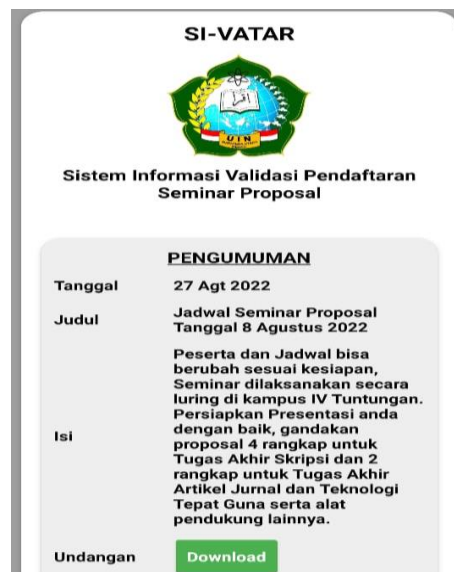 SI-VATAR
UIN
Sistem Informasi Validasi Pendaftaran
Seminar Proposal
PENGUMUMAN
Tanggal 27 Agt 2022
Judul Jadwal Seminar Proposal
Tanggal 8 Agustus 2022
Isi Peserta dan Jadwal bisa
berubah sesuai kesiapan,
Seminar dilaksanakan secara
luring di kampus IV Tuntungan.
Persiapkan Presentasi anda
dengan baik, gandakan
proposal 4 rangkap untuk
Tugas Akhir Skripsi dan 2
rangkap untuk Tugas Akhir
Artikel Jurnal dan Teknologi
Tepat Guna serta alat
pendukung lainnya.
Undangan Download